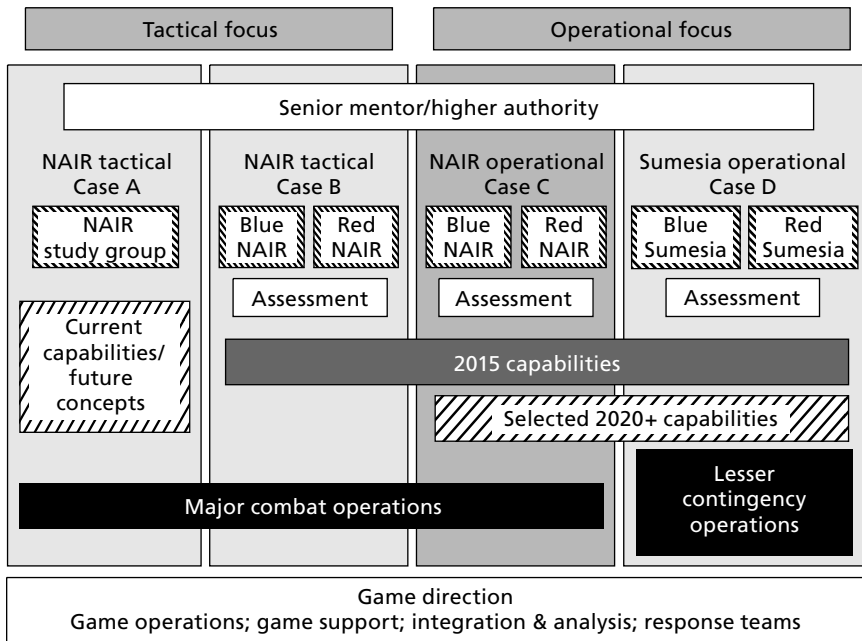 Tactical focus
Operational focus
Senior mentor/higher authority
NAIR tactical
Case A
NAIR tactical
Case B
NAIR operational
Case C
Sumesia operational
Case D
NAIR
study group
Blue
NAIR
Red
NAIR
Blue
NAIR
Red
NAIR
Blue
Sumesia
Red
Sumesia
Assessment
Assessment
Assessment
Current
capabilities/
future
concepts
2015 capabilities
Selected 2020+ capabilities
Major combat operations
Lesser
contingency
operations
Game direction
Game operations; game support; integration & analysis; response teams